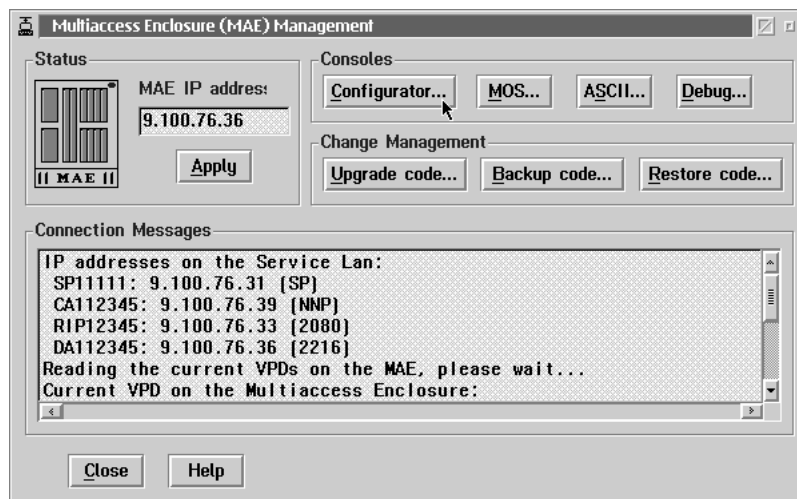 Multiaccess Enclosure (MAE) Management
Status
MAE IP address
9.100.76.36
Apply
MAE
Consoles
Configurator... MOS... ASCII... Debug...
Change Management
Upgrade code... Backup code... Restore code...
Connection Messages
IP addresses on the Service Lan:
SP11111: 9.100.76.31 (SP)
CA112345: 9.100.76.39 (NNP)
RIP12345: 9.100.76.33 (2080)
DA112345: 9.100.76.36 (2216)
Reading the current VPDs on the MAE, please wait...
Current VPD on the Multiaccess Enclosure:
Close Help